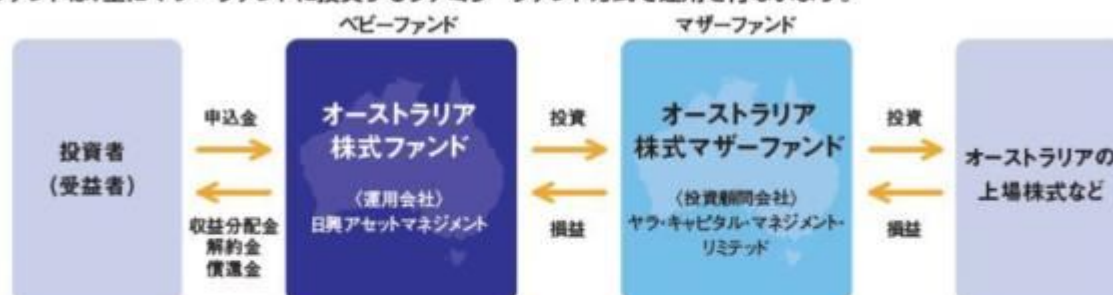 ベビーファンド
マザーファンド
投資者
(受益者)
申込金
収益分配金
解約金
償還金
オーストラリア
株式ファンド
〈運用会社〉
日興アセットマネジメント
投資
損益
オーストラリア
株式マザーファンド
〈投資顧問会社〉
ヤラ・キャピタル・マネジメント・
リミテッド
投資
損益
オーストラリアの
上場株式など